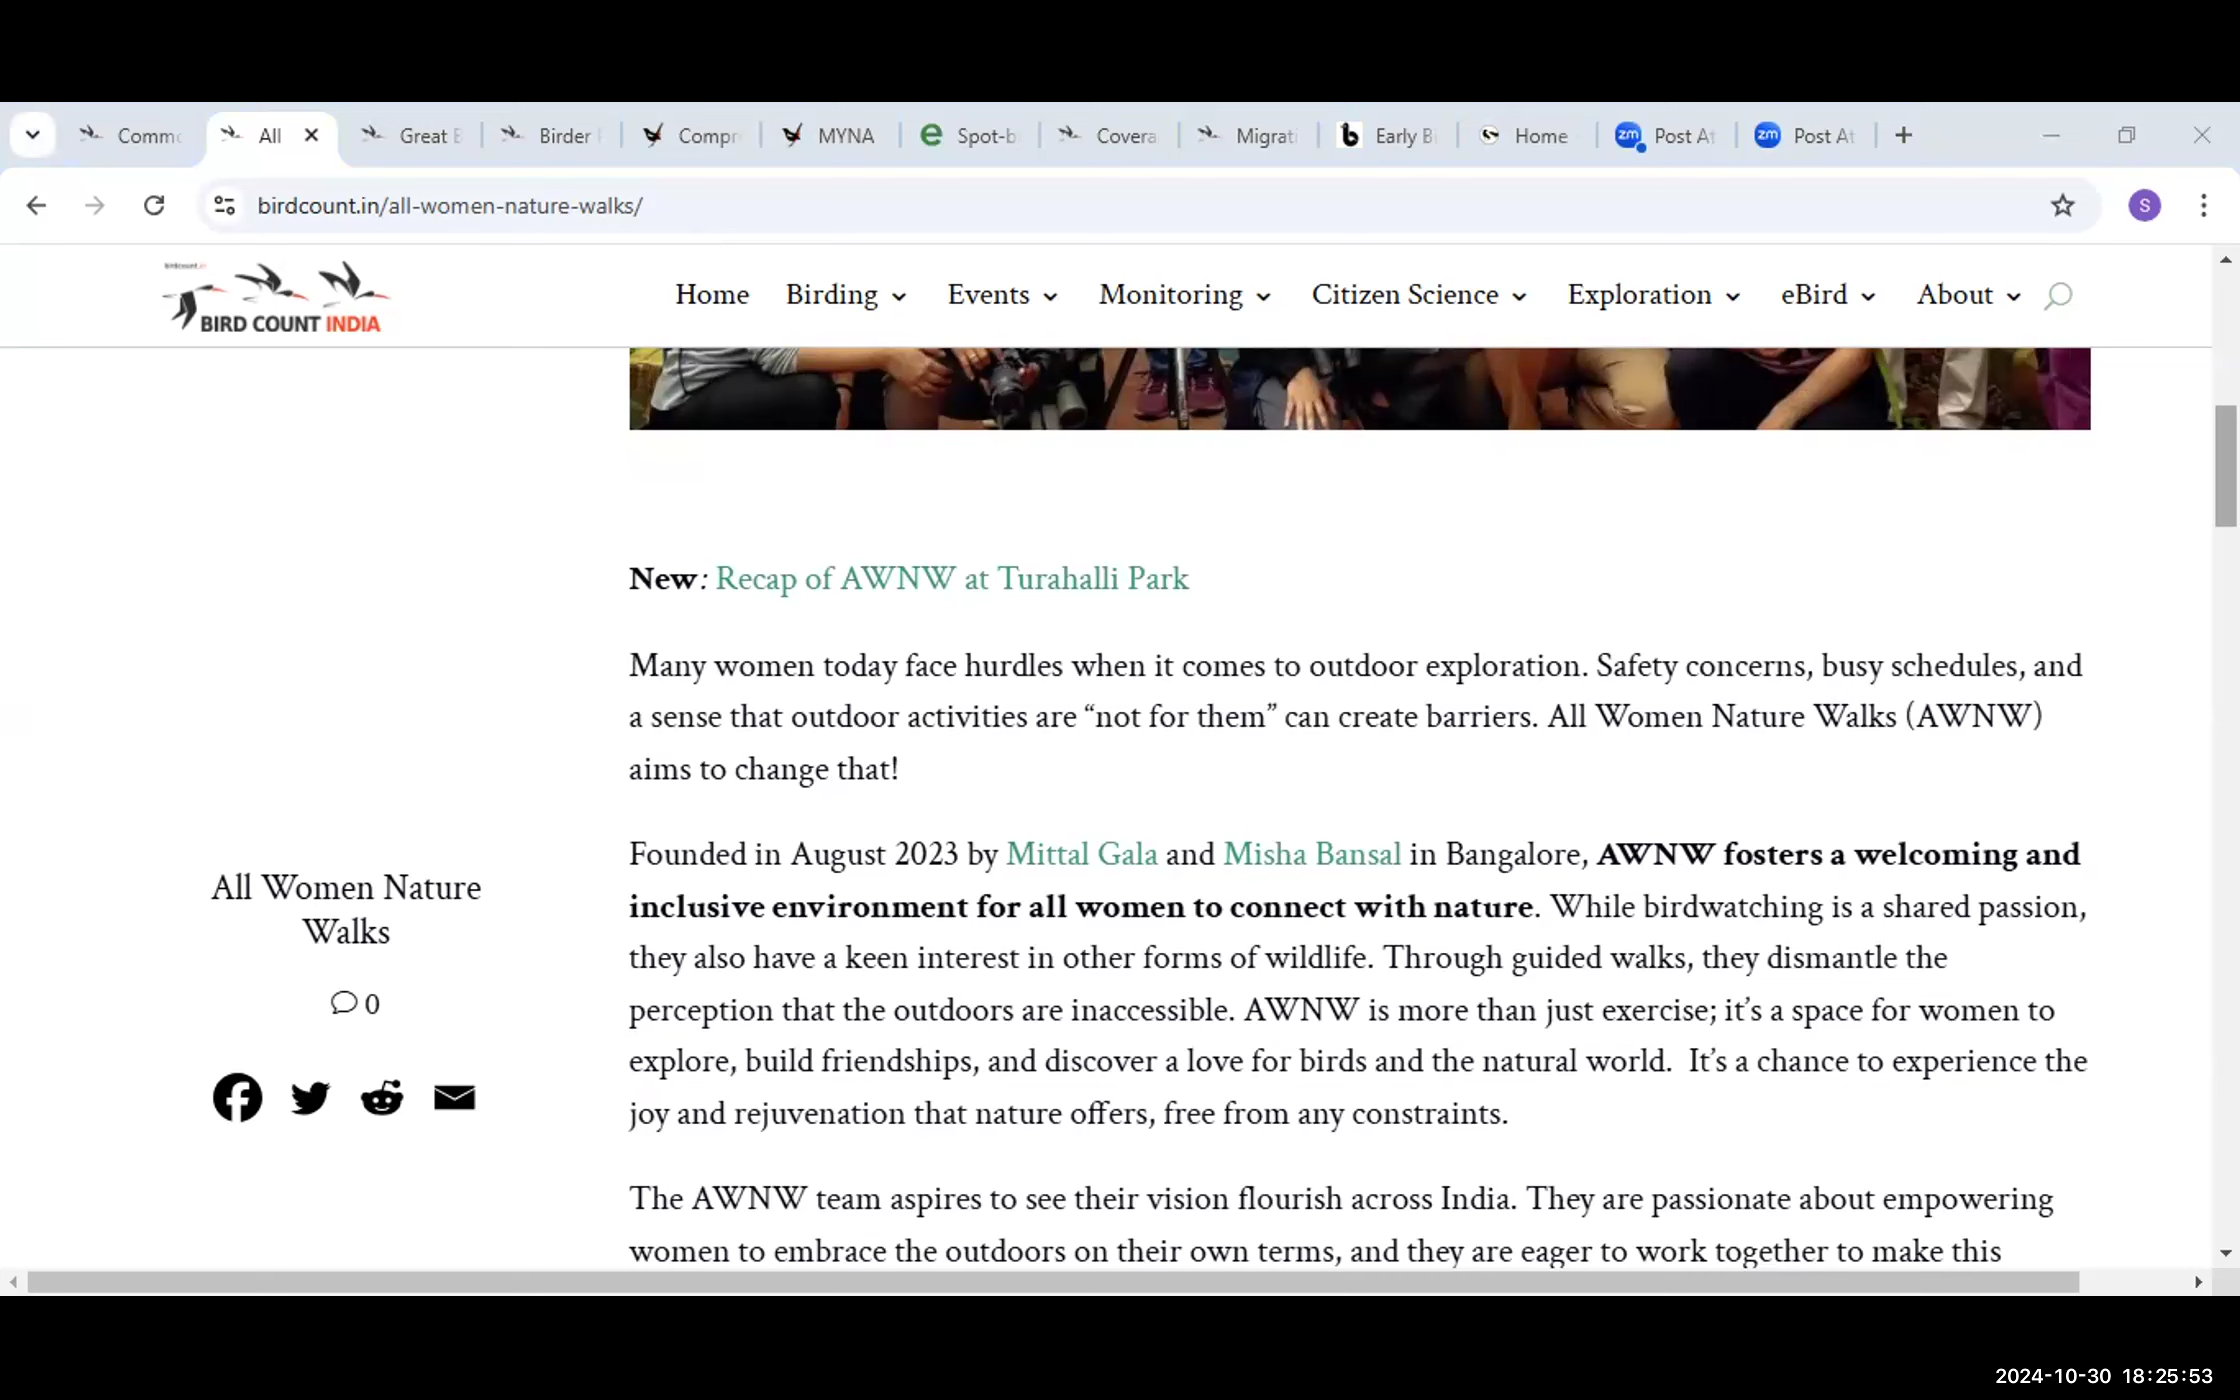 Commo
All
Great B
Birder
Compr
MYNA
Spot-b
Covera
Migrati
Early Bi
Home
Post At
Post At
birdcount.in/all-women-nature-walks/
S
BIRD COUNT INDIA
Home
Birding
Events
Monitoring
Citizen Science
Exploration
eBird
About
New: Recap of AWNW at Turahalli Park
Many women today face hurdles when it comes to outdoor exploration. Safety concerns, busy schedules, and
a sense that outdoor activities are “not for them” can create barriers. All Women Nature Walks (AWNW)
aims to change that!
Founded in August 2023 by Mittal Gala and Misha Bansal in Bangalore, AWNW fosters a welcoming and
inclusive environment for all women to connect with nature. While birdwatching is a shared passion,
they also have a keen interest in other forms of wildlife. Through guided walks, they dismantle the
perception that the outdoors are inaccessible. AWNW is more than just exercise; it’s a space for women to
explore, build friendships, and discover a love for birds and the natural world.  It’s a chance to experience the
joy and rejuvenation that nature offers, free from any constraints.
The AWNW team aspires to see their vision flourish across India. They are passionate about empowering
women to embrace the outdoors on their own terms, and they are eager to work together to make this
All Women Nature
Walks
0
2024-10-30 18:25:53